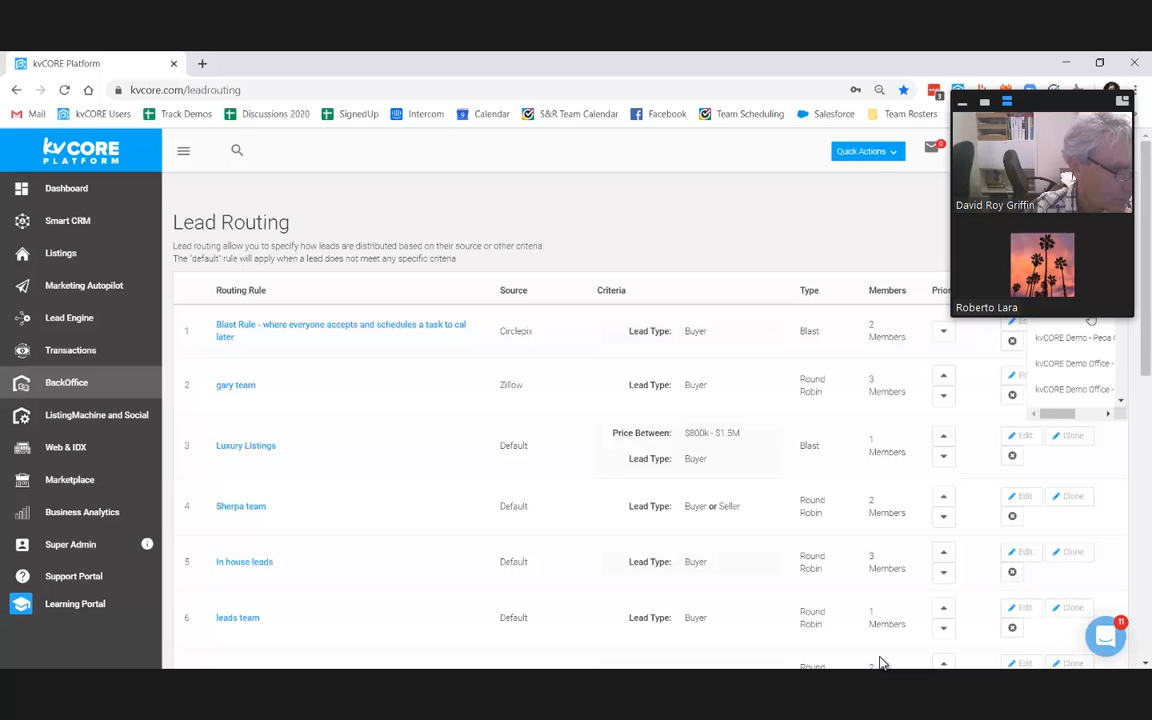 kvCORE Platform
kvcore.com/leadrouting
3
Mail
kvCORE Users
Track Demos
Discussions 2020
SignedUp
Intercom
Calendar
S&R Team Calendar
Facebook
Team Scheduling
Salesforce
Team Rosters
kvCORE
PLATFORM
Quick Actions
0
David Roy Griffin
Roberto Lara
Dashboard
Smart CRM
Listings
Marketing Autopilot
Lead Engine
Transactions
BackOffice
ListingMachine and Social
Web & IDX
Marketplace
Business Analytics
Super Admin
Support Portal
Learning Portal
Lead Routing
Lead routing allow you to specify how leads are distributed based on their source or other criteria.
The "default" rule will apply when a lead does not meet any specific criteria
Routing Rule
Source
Criteria
Type
Members
Prior
1
Blast Rule - where everyone accepts and schedules a task to cal
later
Circlepix
Lead Type:
Buyer
Blast
2
Members
kvCORE Demo - Peoa
kvCORE Demo Office -
kvCORE Demo Office -
2
gary team
Zillow
Lead Type:
Buyer
Round
Robin
3
Members
3
Luxury Listings
Default
Price Between:
$800k - $1.5M
Lead Type:
Buyer
Blast
1
Members
Edit
Clone
4
Sherpa team
Default
Lead Type:
Buyer or Seller
Round
Robin
2
Members
Edit
Clone
5
In house leads
Default
Lead Type:
Buyer
Round
Robin
3
Members
Edit
Clone
6
leads team
Default
Lead Type:
Buyer
Round
Robin
1
Members
Edit
Clone
Round
Edit
Clone
11